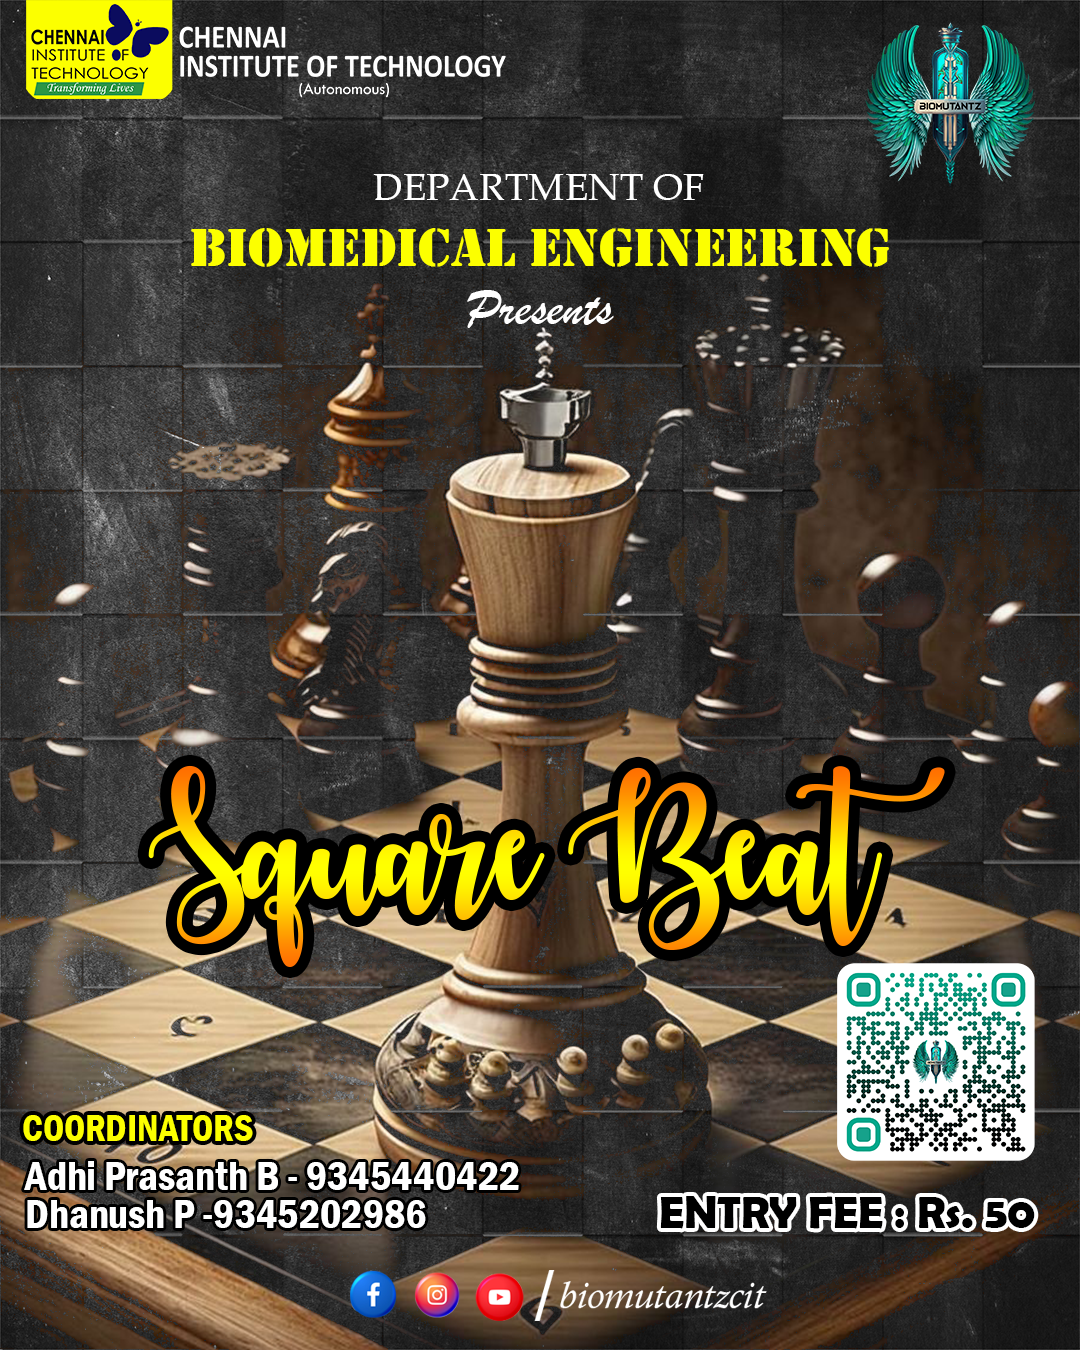 CHENNAI
INSTITUTE OF
TECHNOLOGY
Transforming Lives
CHENNAI
INSTITUTE OF TECHNOLOGY
(Autonomous)
BIOMUTANTZ
DEPARTMENT OF
BIOMEDICAL ENGINEERING
Presents
Square Beat
COORDINATORS
Adhi Prasanth B - 9345440422
Dhanush P -9345202986
ENTRY FEE : Rs. 50
biomutantzcit